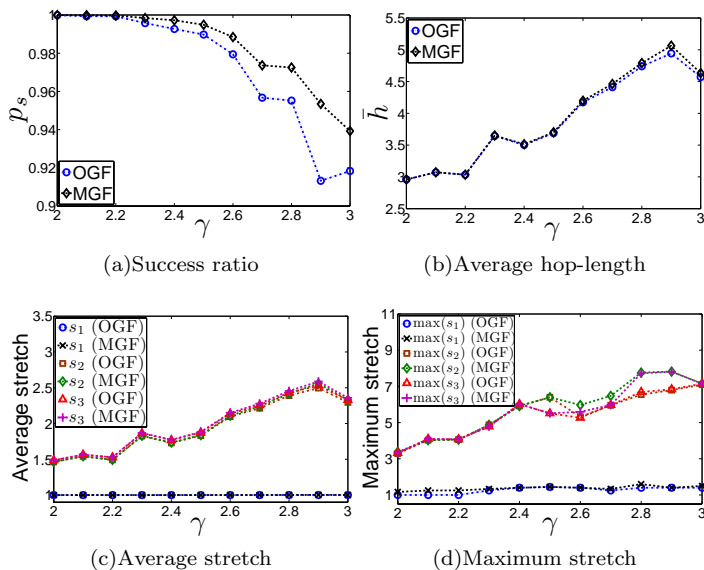 1
0.98
0.96
0.94
0.92
0.9
2 2.2 2.4 2.6 2.8 3
p_s
γ
OGF
MGF
(a)Success ratio
5.5
5
4.5
4
3.5
3
2.5
2 2.2 2.4 2.6 2.8 3
h̄
γ
OGF
MGF
(b)Average hop-length
3.5
3
2.5
2
1.5
1
2 2.2 2.4 2.6 2.8 3
Average stretch
γ
s₁ (OGF)
s₁ (MGF)
s₂ (OGF)
s₂ (MGF)
s₃ (OGF)
s₃ (MGF)
(c)Average stretch
11
9
7
5
3
1
2 2.2 2.4 2.6 2.8 3
Maximum stretch
γ
max(s₁) (OGF)
max(s₁) (MGF)
max(s₂) (OGF)
max(s₂) (MGF)
max(s₃) (OGF)
max(s₃) (MGF)
(d)Maximum stretch